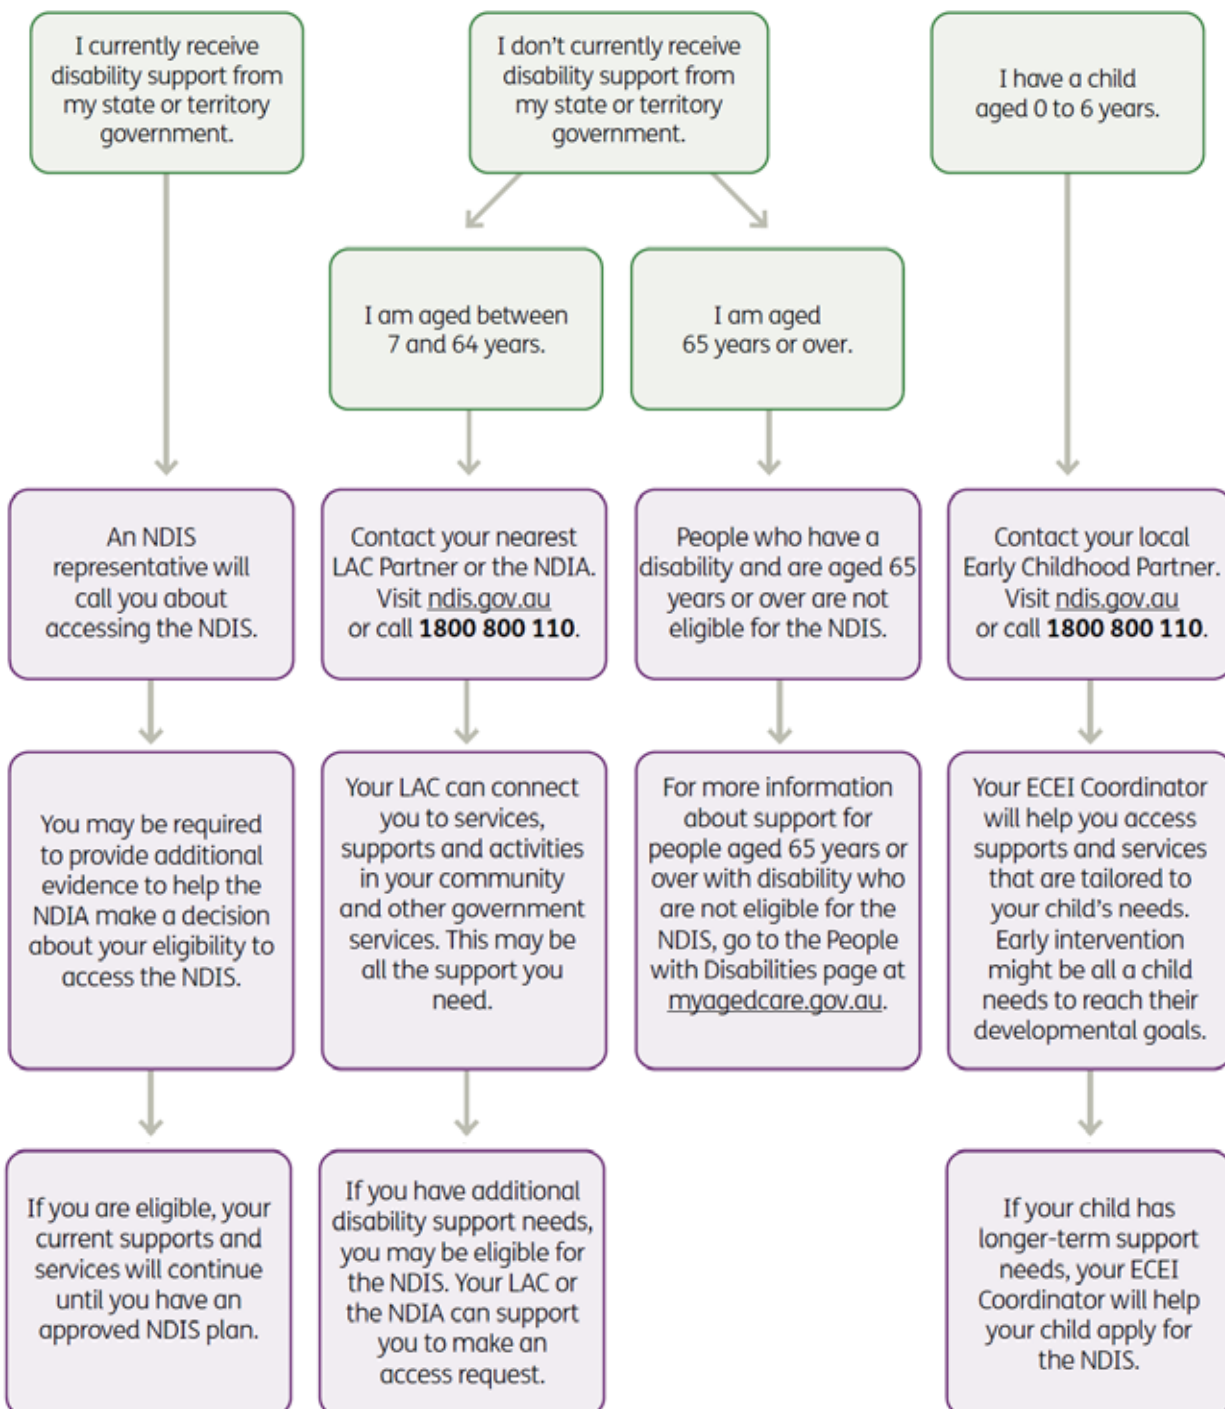 I currently receive
disability support from
my state or territory
government.
I don't currently receive
disability support from
my state or territory
government.
I have a child
aged 0 to 6 years.
I am aged between
7 and 64 years.
I am aged
65 years or over.
An NDIS
representative will
call you about
accessing the NDIS.
Contact your nearest
LAC Partner or the NDIA.
Visit ndis.gov.au
or call 1800 800 110.
People who have a
disability and are aged 65
years or over are not
eligible for the NDIS.
Contact your local
Early Childhood Partner.
Visit ndis.gov.au
or call 1800 800 110.
You may be required
to provide additional
evidence to help the
NDIA make a decision
about your eligibility to
access the NDIS.
Your LAC can connect
you to services,
supports and activities
in your community
and other government
services. This may be
all the support you
need.
For more information
about support for
people aged 65 years or
over with disability who
are not eligible for the
NDIS, go to the People
with Disabilities page at
myagedcare.gov.au.
Your ECEI Coordinator
will help you access
supports and services
that are tailored to
your child's needs.
Early intervention
might be all a child
needs to reach their
developmental goals.
If you are eligible, your
current supports and
services will continue
until you have an
approved NDIS plan.
If you have additional
disability support needs,
you may be eligible for
the NDIS. Your LAC or
the NDIA can support
you to make an
access request.
If your child has
longer-term support
needs, your ECEI
Coordinator will help
your child apply for
the NDIS.